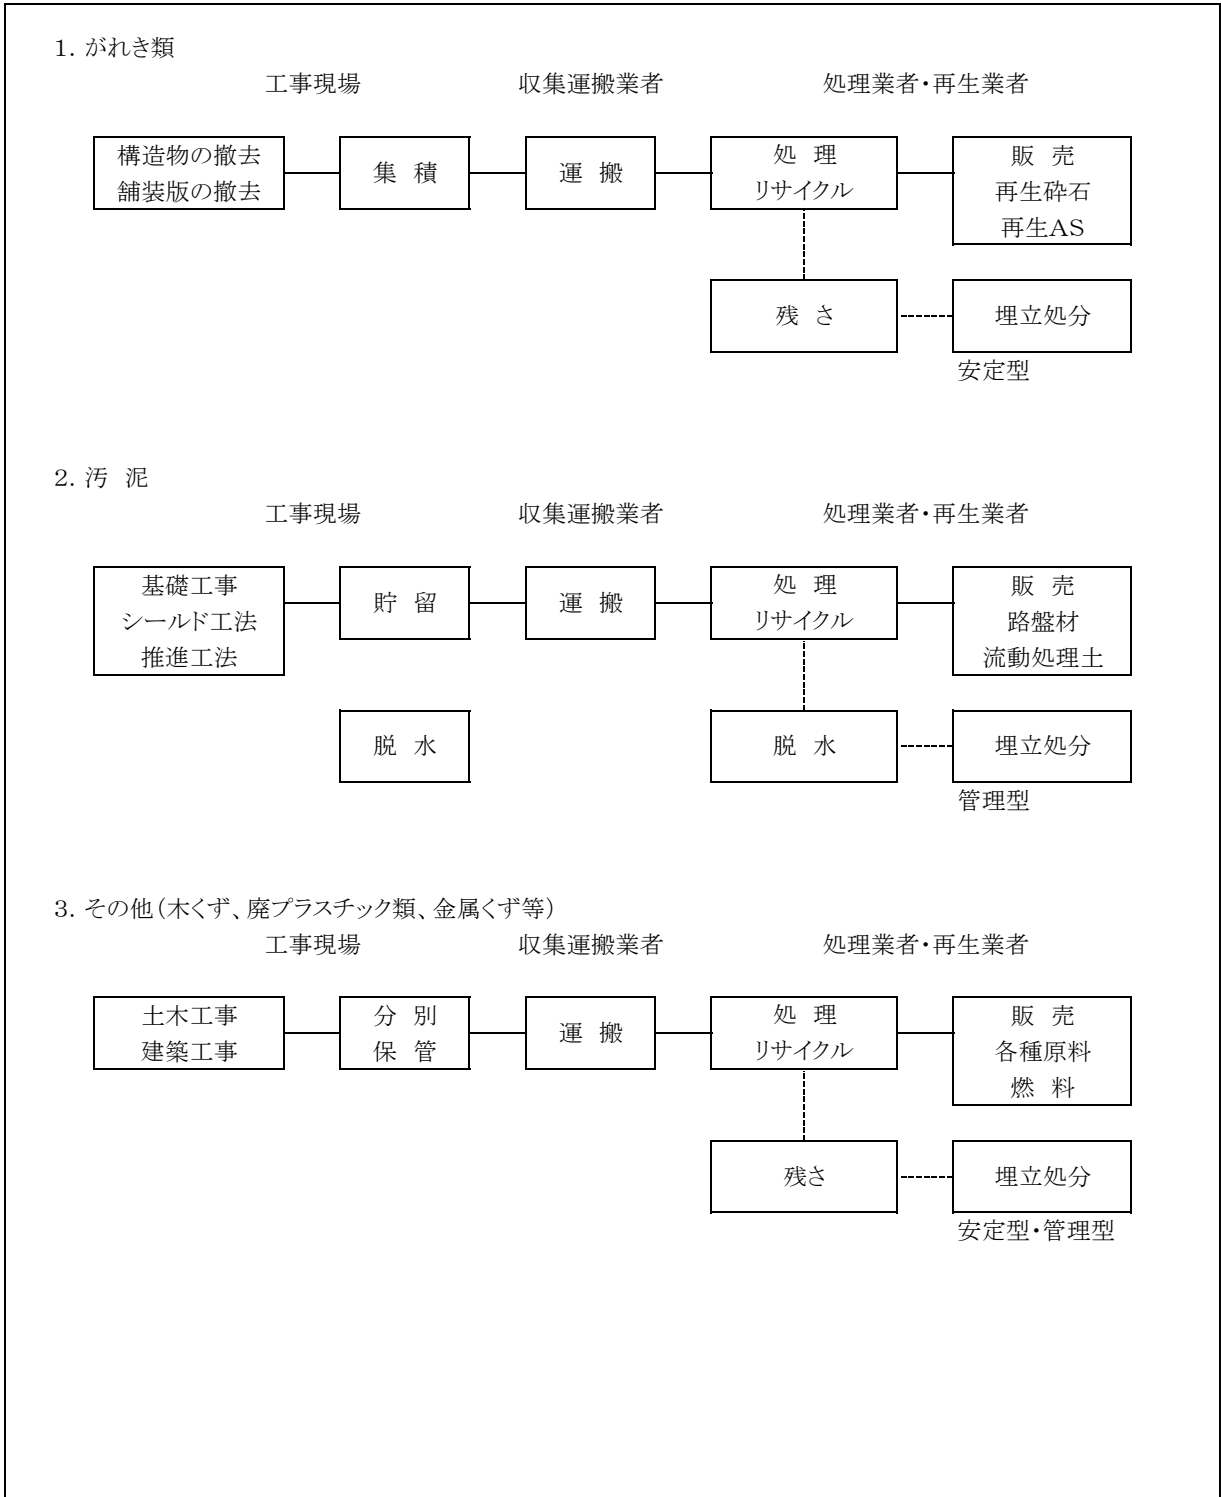 １．がれき類
工事現場 収集運搬業者 処理業者・再生業者
構造物の撤去
舗装版の撤去
集 積
運 搬
処 理
リサイクル
販 売
再生砕石
再生AS
残 さ
埋立処分
安定型
２．汚 泥
工事現場 収集運搬業者 処理業者・再生業者
基礎工事
シールド工法
推進工法
貯 留
運 搬
処 理
リサイクル
販 売
路盤材
流動処理土
脱 水
脱 水
埋立処分
管理型
３．その他（木くず、廃プラスチック類、金属くず等）
工事現場 収集運搬業者 処理業者・再生業者
土木工事
建築工事
分 別
保 管
運 搬
処 理
リサイクル
販 売
各種原料
燃 料
残さ
埋立処分
安定型・管理型